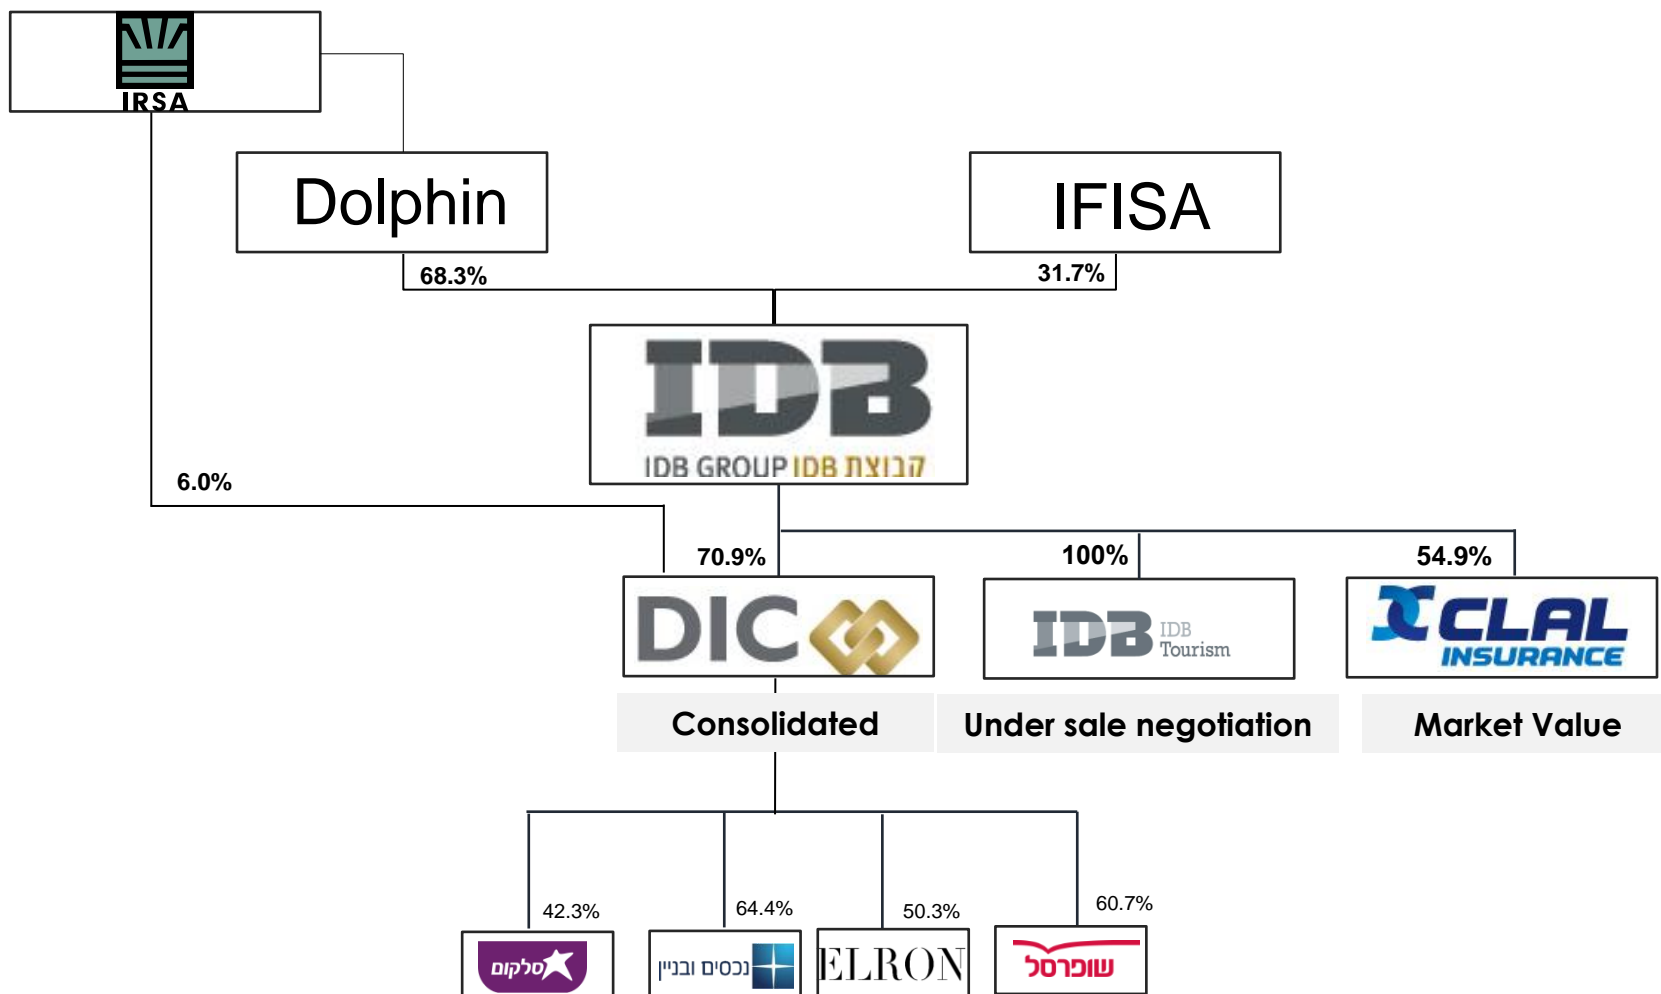 IRSA
Dolphin
IFISA
68.3%
31.7%
IDB
IDB GROUP IDB קבוצת
6.0%
70.9%
100%
54.9%
DIC
IDB
IDB
Tourism
CLAL
INSURANCE
Consolidated
Under sale negotiation
Market Value
42.3%
64.4%
50.3%
60.7%
סלקום
נכסים ובניין
ELRON
שופרסל